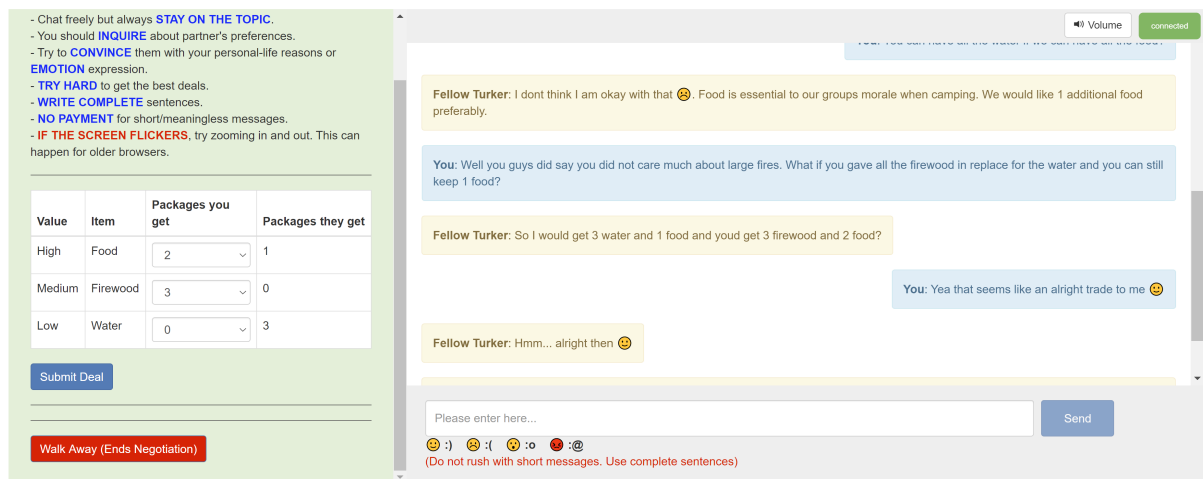 - Chat freely but always STAY ON THE TOPIC.
- You should INQUIRE about partner's preferences.
- Try to CONVINCE them with your personal-life reasons or
EMOTION expression.
- TRY HARD to get the best deals.
- WRITE COMPLETE sentences.
- NO PAYMENT for short/meaningless messages.
- IF THE SCREEN FLICKERS, try zooming in and out. This can
happen for older browsers.
Value Item Packages you get Packages they get
High Food 2 1
Medium Firewood 3 0
Low Water 0 3
Submit Deal
Walk Away (Ends Negotiation)
Volume connected
You: You can have all the water if we can have all the food?
Fellow Turker: I dont think I am okay with that ☹. Food is essential to our groups morale when camping. We would like 1 additional food
preferably.
You: Well you guys did say you did not care much about large fires. What if you gave all the firewood in replace for the water and you can still
keep 1 food?
Fellow Turker: So I would get 3 water and 1 food and youd get 3 firewood and 2 food?
You: Yea that seems like an alright trade to me 🙂
Fellow Turker: Hmm... alright then 🙂
Please enter here...
Send
🙂 :) ☹ :( 😮 :o 😡 :@
(Do not rush with short messages. Use complete sentences)